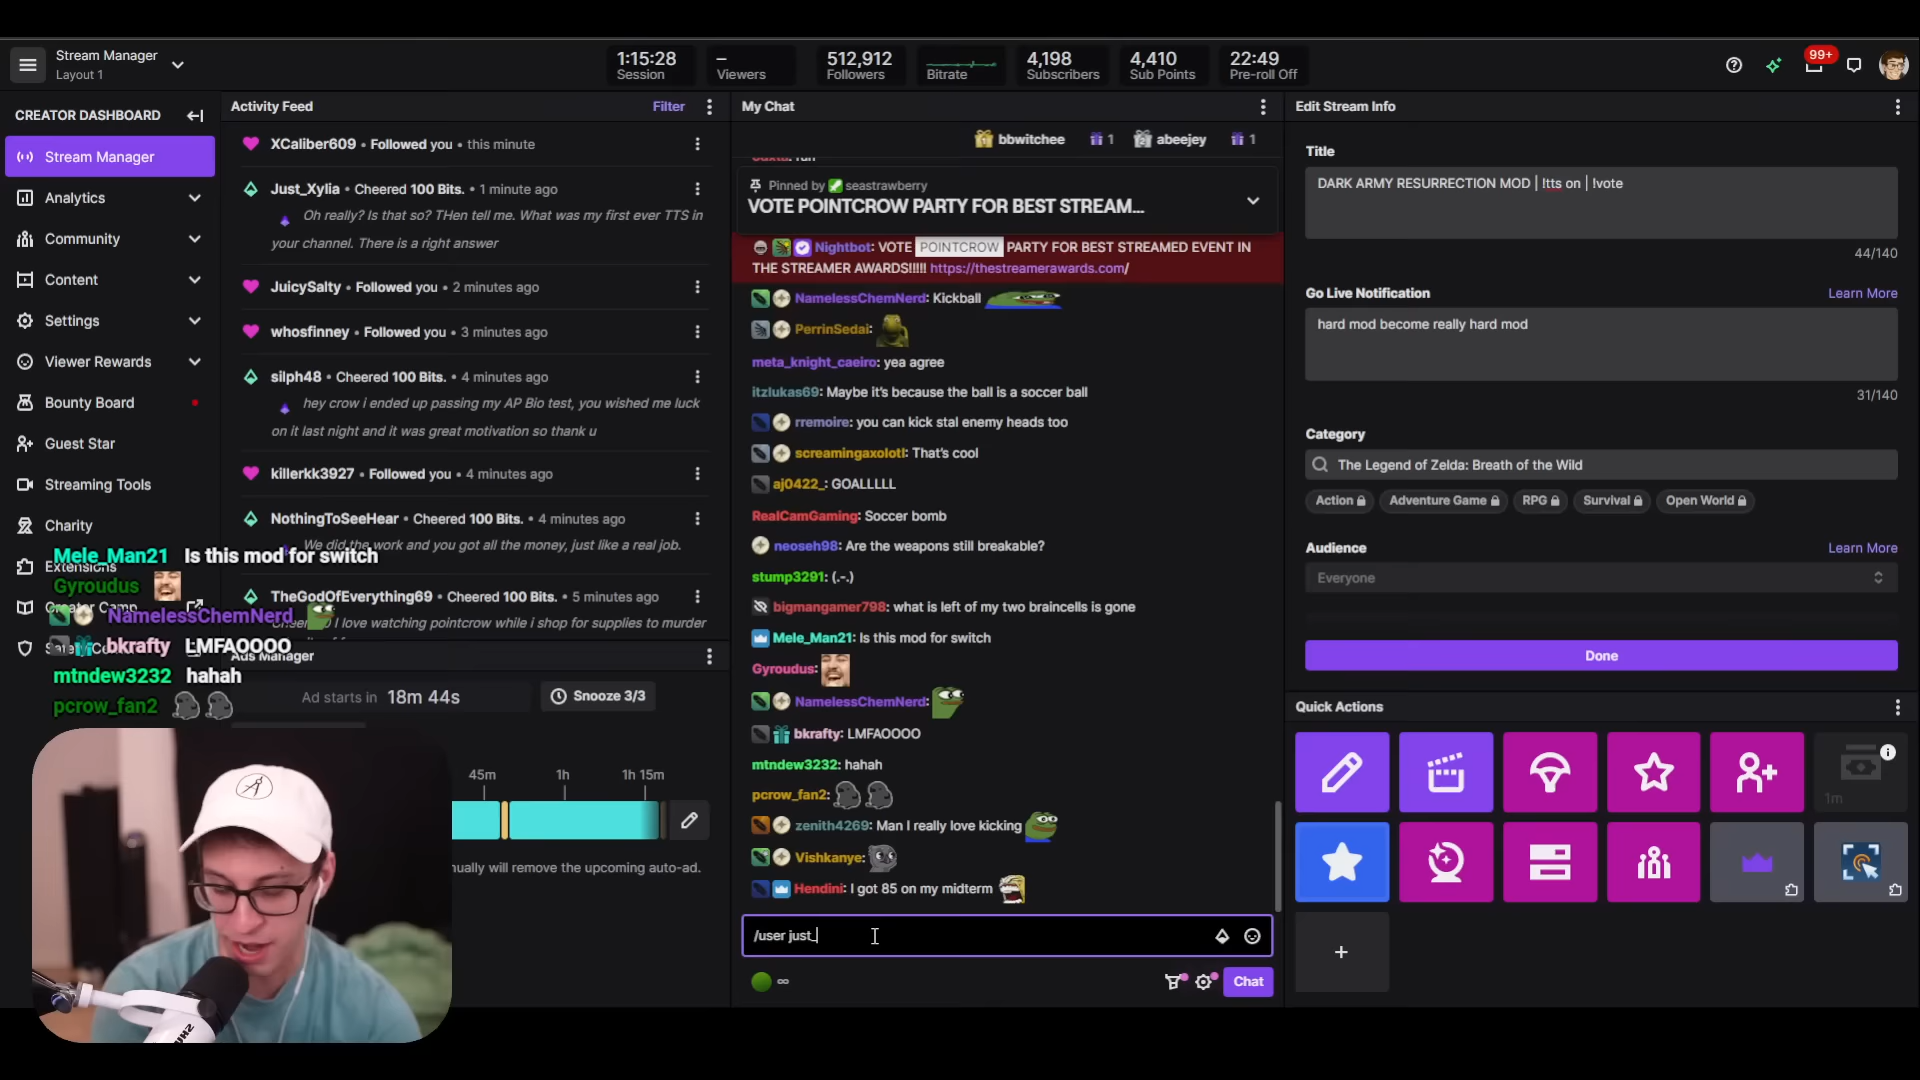 Stream Manager
Layout 1
1:15:28
Session
–
Viewers
512,912
Followers
Bitrate
4,198
Subscribers
4,410
Sub Points
22:49
Pre-roll Off
99+
CREATOR DASHBOARD
Stream Manager
Analytics
Community
Content
Settings
Viewer Rewards
Bounty Board
Guest Star
Streaming Tools
Charity
Extensions
Creator Camp
Mele_Man21 Is this mod for switch
Gyroudus
NamelessChemNerd
bkrafty LMFAOOOO
mtndew3232 hahah
pcrow_fan2
Activity Feed
Filter
XCaliber609 • Followed you • this minute
Just_Xylia • Cheered 100 Bits. • 1 minute ago
Oh really? Is that so? THen tell me. What was my first ever TTS in
your channel. There is a right answer
JuicySalty • Followed you • 2 minutes ago
whosfinney • Followed you • 3 minutes ago
silph48 • Cheered 100 Bits. • 4 minutes ago
hey crow i ended up passing my AP Bio test, you wished me luck
on it last night and it was great motivation so thank u
killerkk3927 • Followed you • 4 minutes ago
NothingToSeeHear • Cheered 100 Bits. • 4 minutes ago
We did the work and you got all the money, just like a real job.
TheGodOfEverything69 • Cheered 100 Bits. • 5 minutes ago
I love watching pointcrow while i shop for supplies to murder
Ads Manager
Ad starts in 18m 44s
Snooze 3/3
45m
1h
1h 15m
nually will remove the upcoming auto-ad.
My Chat
bbwitchee 1
abeejey 1
Pinned by seastrawberry
VOTE POINTCROW PARTY FOR BEST STREAM...
Nightbot: VOTE POINTCROW PARTY FOR BEST STREAMED EVENT IN
THE STREAMER AWARDS!!!!! https://thestreamerawards.com/
NamelessChemNerd: Kickball
PerrinSedai:
meta_knight_caeiro: yea agree
itzlukas69: Maybe it's because the ball is a soccer ball
rremoire: you can kick stal enemy heads too
screamingaxolotl: That's cool
aj0422_: GOALLLLL
RealCamGaming: Soccer bomb
neoseh98: Are the weapons still breakable?
stump3291: (.-.)
bigmangamer798: what is left of my two braincells is gone
Mele_Man21: Is this mod for switch
Gyroudus:
NamelessChemNerd:
bkrafty: LMFAOOOO
mtndew3232: hahah
pcrow_fan2:
zenith4269: Man I really love kicking
Vishkanye:
Hendini: I got 85 on my midterm
/user just_
∞
Chat
Edit Stream Info
Title
DARK ARMY RESURRECTION MOD | !tts on | !vote
44/140
Go Live Notification
Learn More
hard mod become really hard mod
31/140
Category
The Legend of Zelda: Breath of the Wild
Action
Adventure Game
RPG
Survival
Open World
Audience
Learn More
Everyone
Done
Quick Actions
1m
+